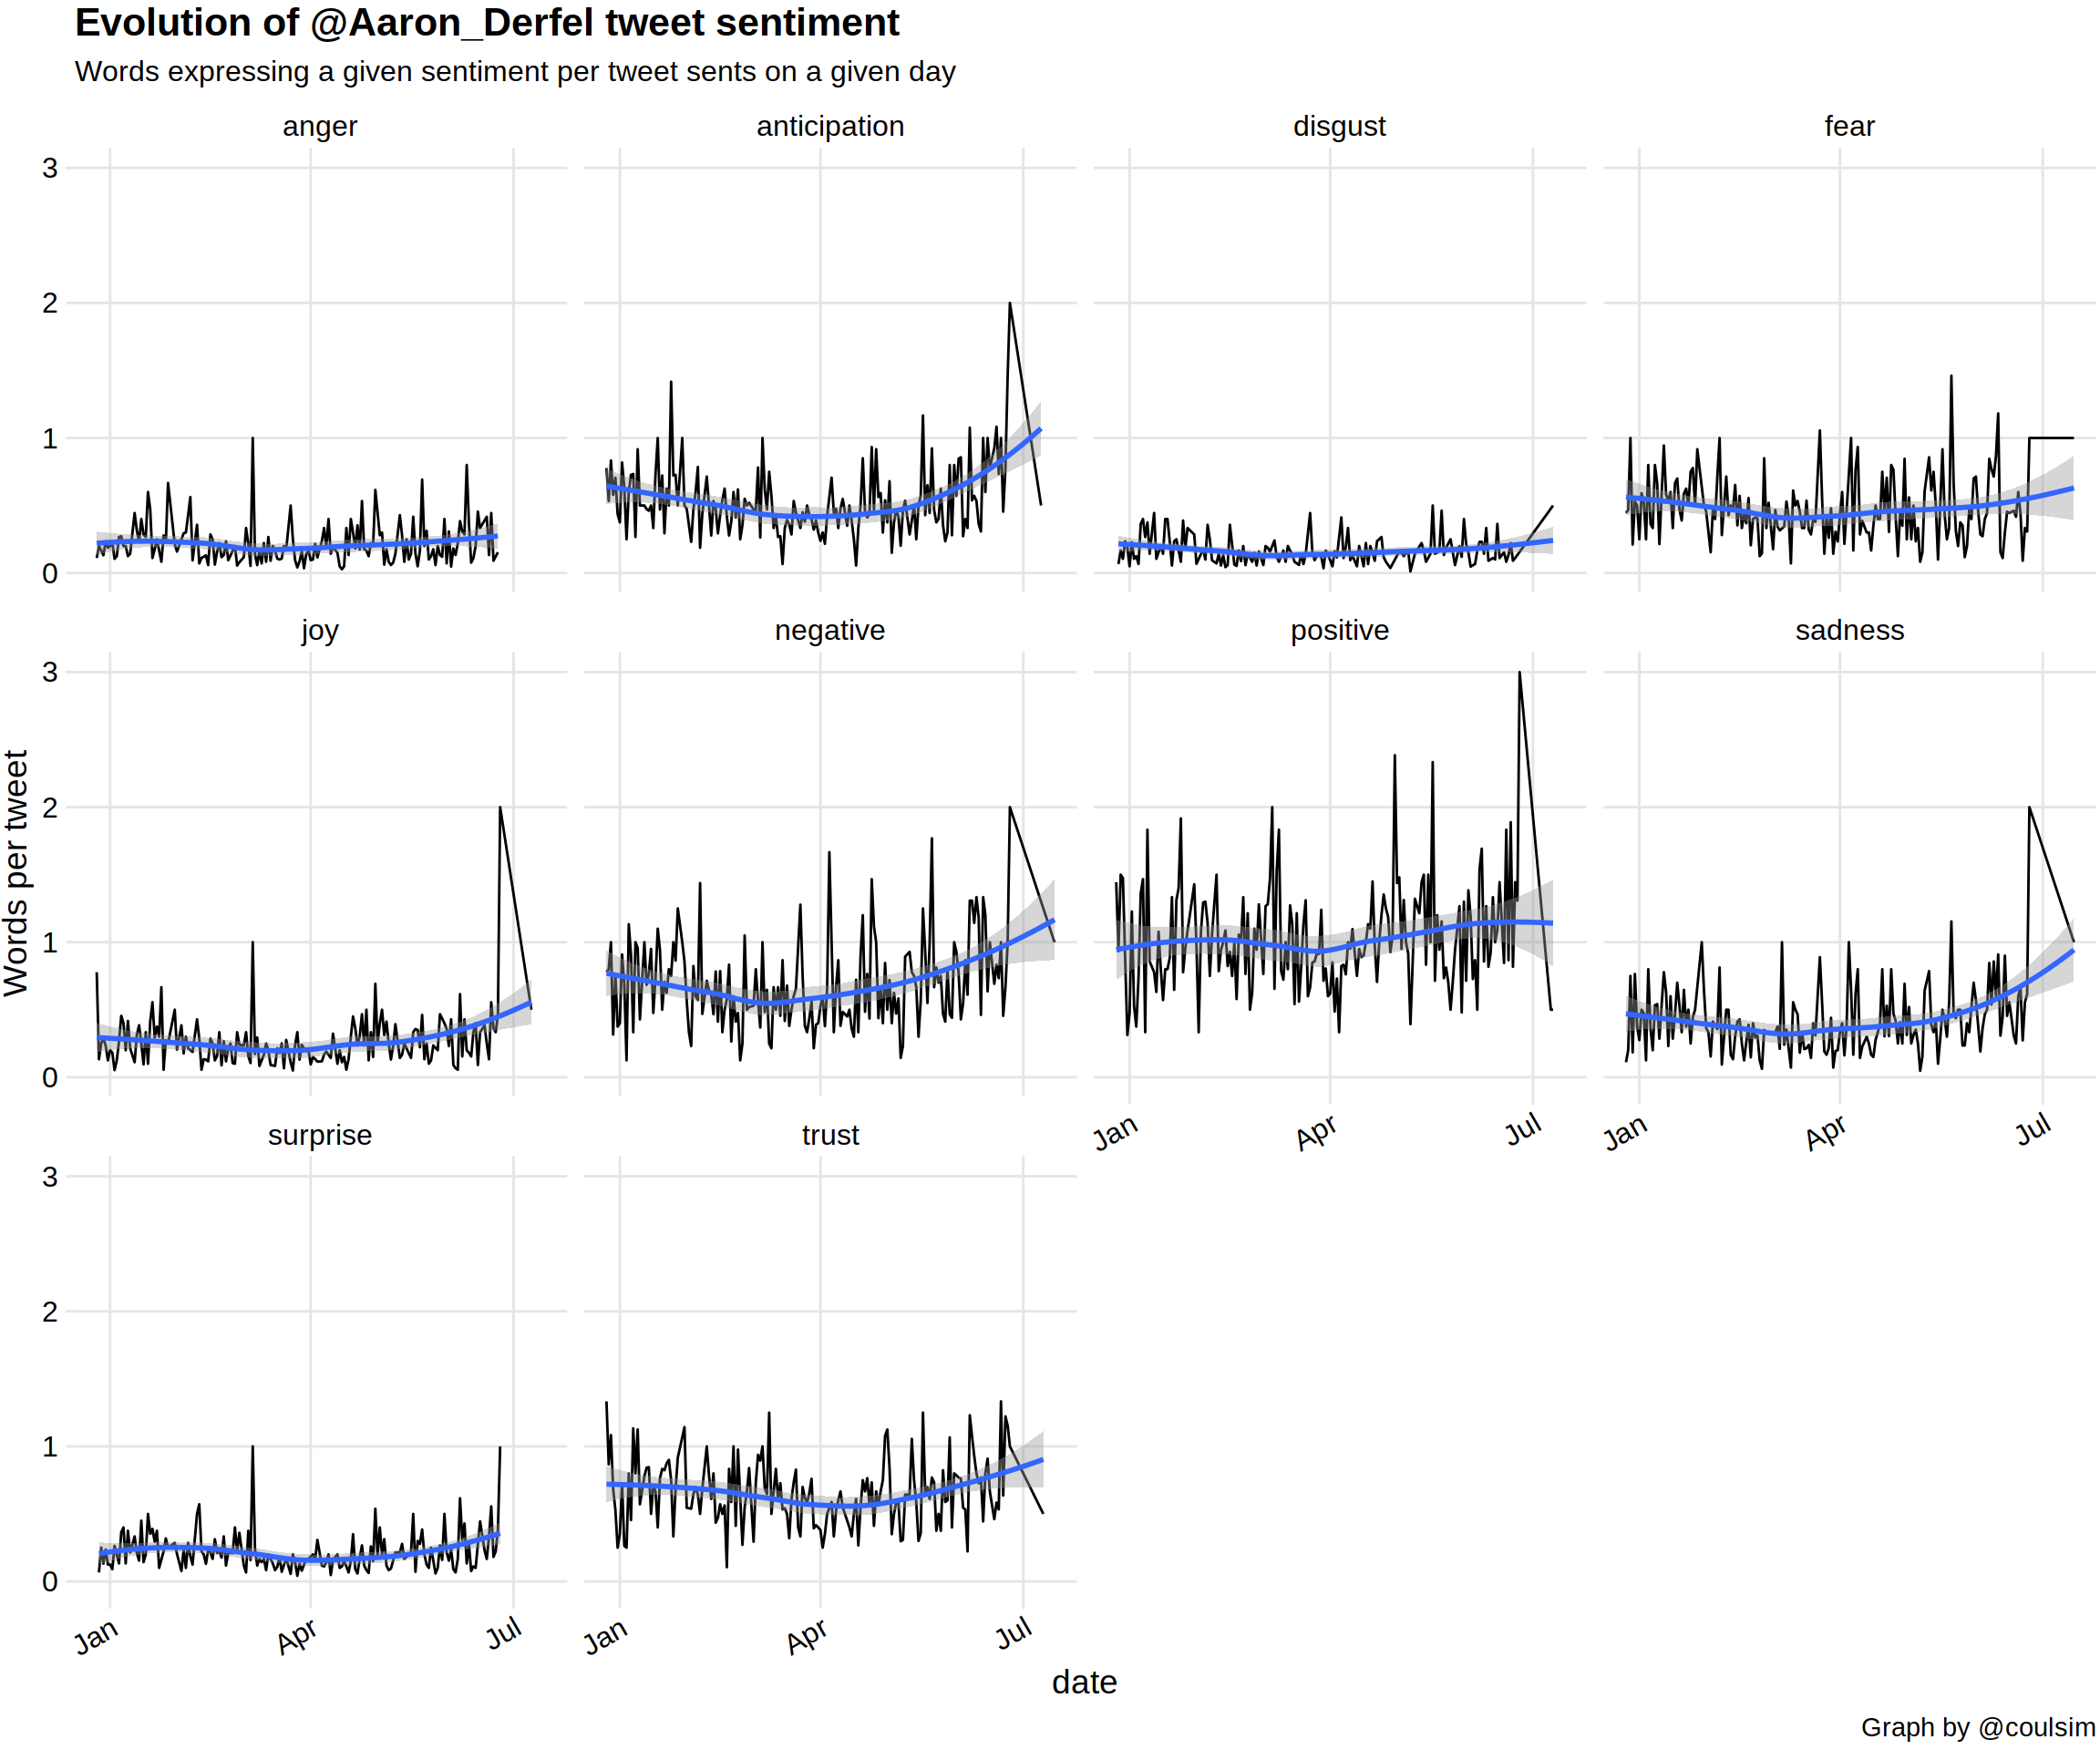 Evolution of @Aaron_Derfel tweet sentiment
Words expressing a given sentiment per tweet sents on a given day
anger anticipation disgust fear
3
2
1
0
joy negative positive sadness
3
2
1
0
Jan Apr Jul Jan Apr Jul
surprise trust
3
2
1
0
Jan Apr Jul Jan Apr Jul
Words per tweet
date
Graph by @coulsim